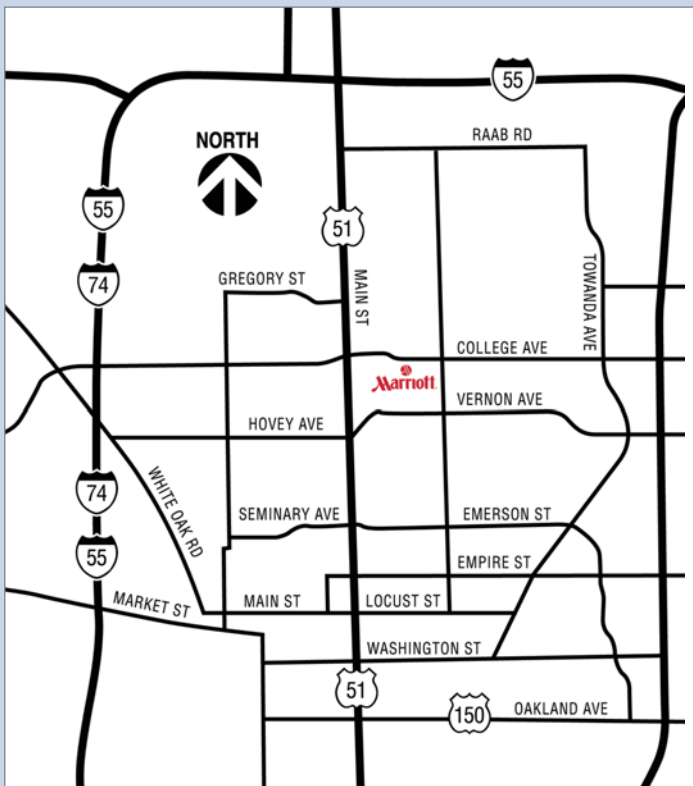 55
NORTH
RAAB RD
55
51
74
GREGORY ST
MAIN ST
TOWANDA AVE
COLLEGE AVE
Marriott
VERNON AVE
HOVEY AVE
74
WHITE OAK RD
SEMINARY AVE
EMERSON ST
55
EMPIRE ST
MARKET ST
MAIN ST
LOCUST ST
WASHINGTON ST
51
150
OAKLAND AVE